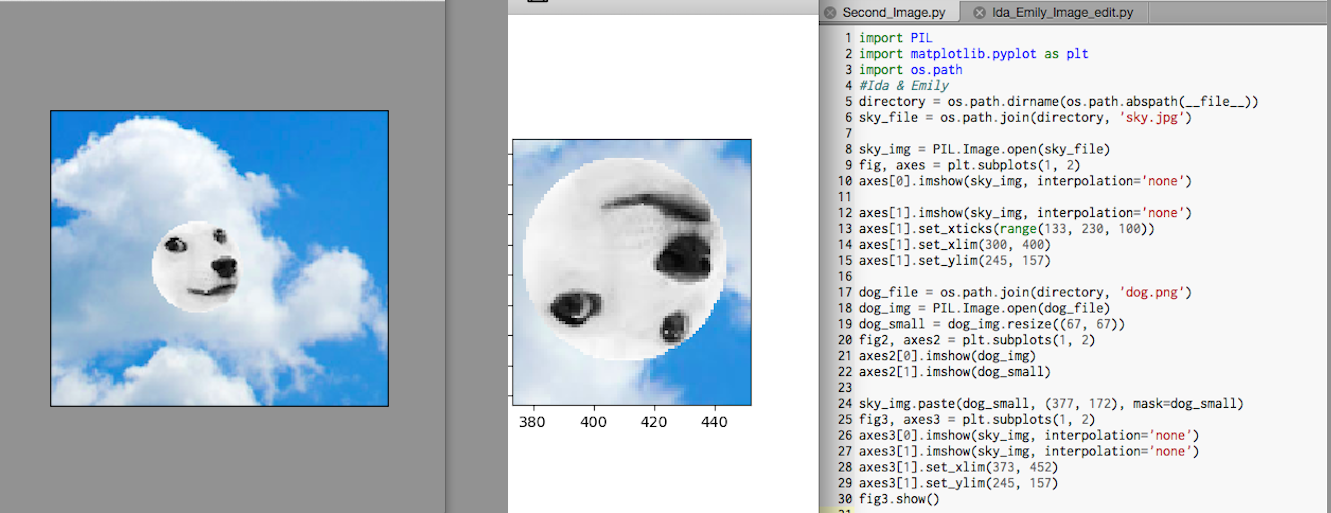 Second_Image.py
Ida_Emily_Image_edit.py
1 import PIL
2 import matplotlib.pyplot as plt
3 import os.path
4 #Ida & Emily
5 directory = os.path.dirname(os.path.abspath(__file__))
6 sky_file = os.path.join(directory, 'sky.jpg')
7
8 sky_img = PIL.Image.open(sky_file)
9 fig, axes = plt.subplots(1, 2)
10 axes[0].imshow(sky_img, interpolation='none')
11
12 axes[1].imshow(sky_img, interpolation='none')
13 axes[1].set_xticks(range(133, 230, 100))
14 axes[1].set_xlim(300, 400)
15 axes[1].set_ylim(245, 157)
16
17 dog_file = os.path.join(directory, 'dog.png')
18 dog_img = PIL.Image.open(dog_file)
19 dog_small = dog_img.resize((67, 67))
20 fig2, axes2 = plt.subplots(1, 2)
21 axes2[0].imshow(dog_img)
22 axes2[1].imshow(dog_small)
23
24 sky_img.paste(dog_small, (377, 172), mask=dog_small)
25 fig3, axes3 = plt.subplots(1, 2)
26 axes3[0].imshow(sky_img, interpolation='none')
27 axes3[1].imshow(sky_img, interpolation='none')
28 axes3[1].set_xlim(373, 452)
29 axes3[1].set_ylim(245, 157)
30 fig3.show()
380 400 420 440